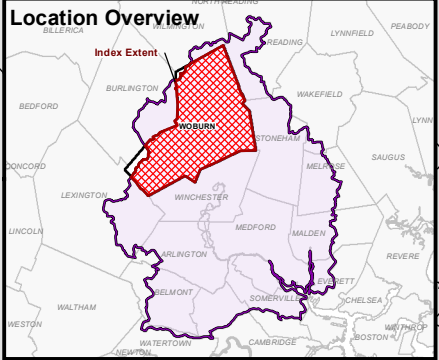 Location Overview
NORTH READING
WILMINGTON
PEABODY
BILLERICA
LYNNFIELD
READING
Index Extent
BURLINGTON
WAKEFIELD
BEDFORD
LYNN
WOBURN
STONEHAM
SAUGUS
CONCORD
MELROSE
LEXINGTON
WINCHESTER
LINCOLN
MEDFORD
MALDEN
ARLINGTON
REVERE
EVERETT
BELMONT
SOMERVILLE
CHELSEA
WALTHAM
WINTHROP
WESTON
BOSTON
WATERTOWN
CAMBRIDGE
NEWTON